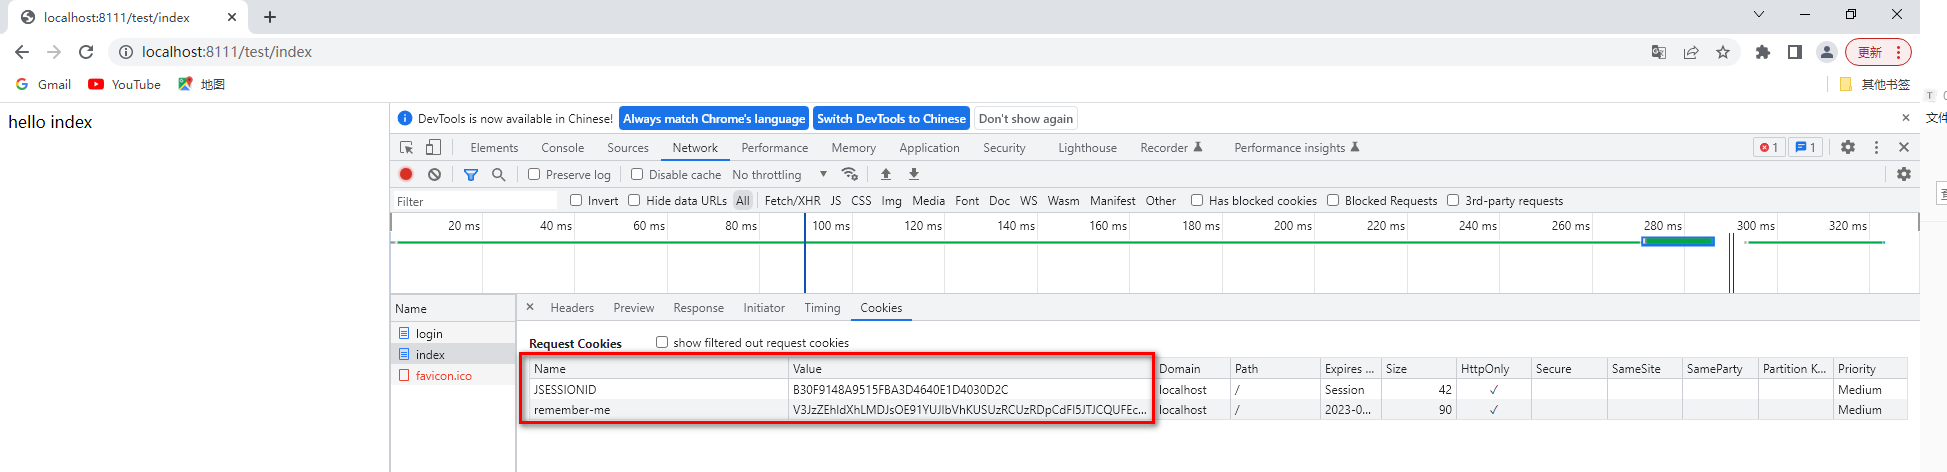 localhost:8111/test/index
localhost:8111/test/index
更新
Gmail YouTube 地图 其他书签
hello index
DevTools is now available in Chinese! Always match Chrome's language Switch DevTools to Chinese Don't show again
文件
Elements Console Sources Network Performance Memory Application Security Lighthouse Recorder Performance insights 1 1
Preserve log Disable cache No throttling
Filter Invert Hide data URLs All Fetch/XHR JS CSS Img Media Font Doc WS Wasm Manifest Other Has blocked cookies Blocked Requests 3rd-party requests
20 ms 40 ms 60 ms 80 ms 100 ms 120 ms 140 ms 160 ms 180 ms 200 ms 220 ms 240 ms 260 ms 280 ms 300 ms 320 ms
Name
Headers Preview Response Initiator Timing Cookies
login
index
favicon.ico
Request Cookies show filtered out request cookies
Name Value Domain Path Expires ... Size HttpOnly Secure SameSite SameParty Partition K... Priority
JSESSIONID B30F9148A9515FBA3D4640E1D4030D2C localhost / Session 42 ✓ Medium
remember-me localhost / 2023-0... 90 ✓ Medium